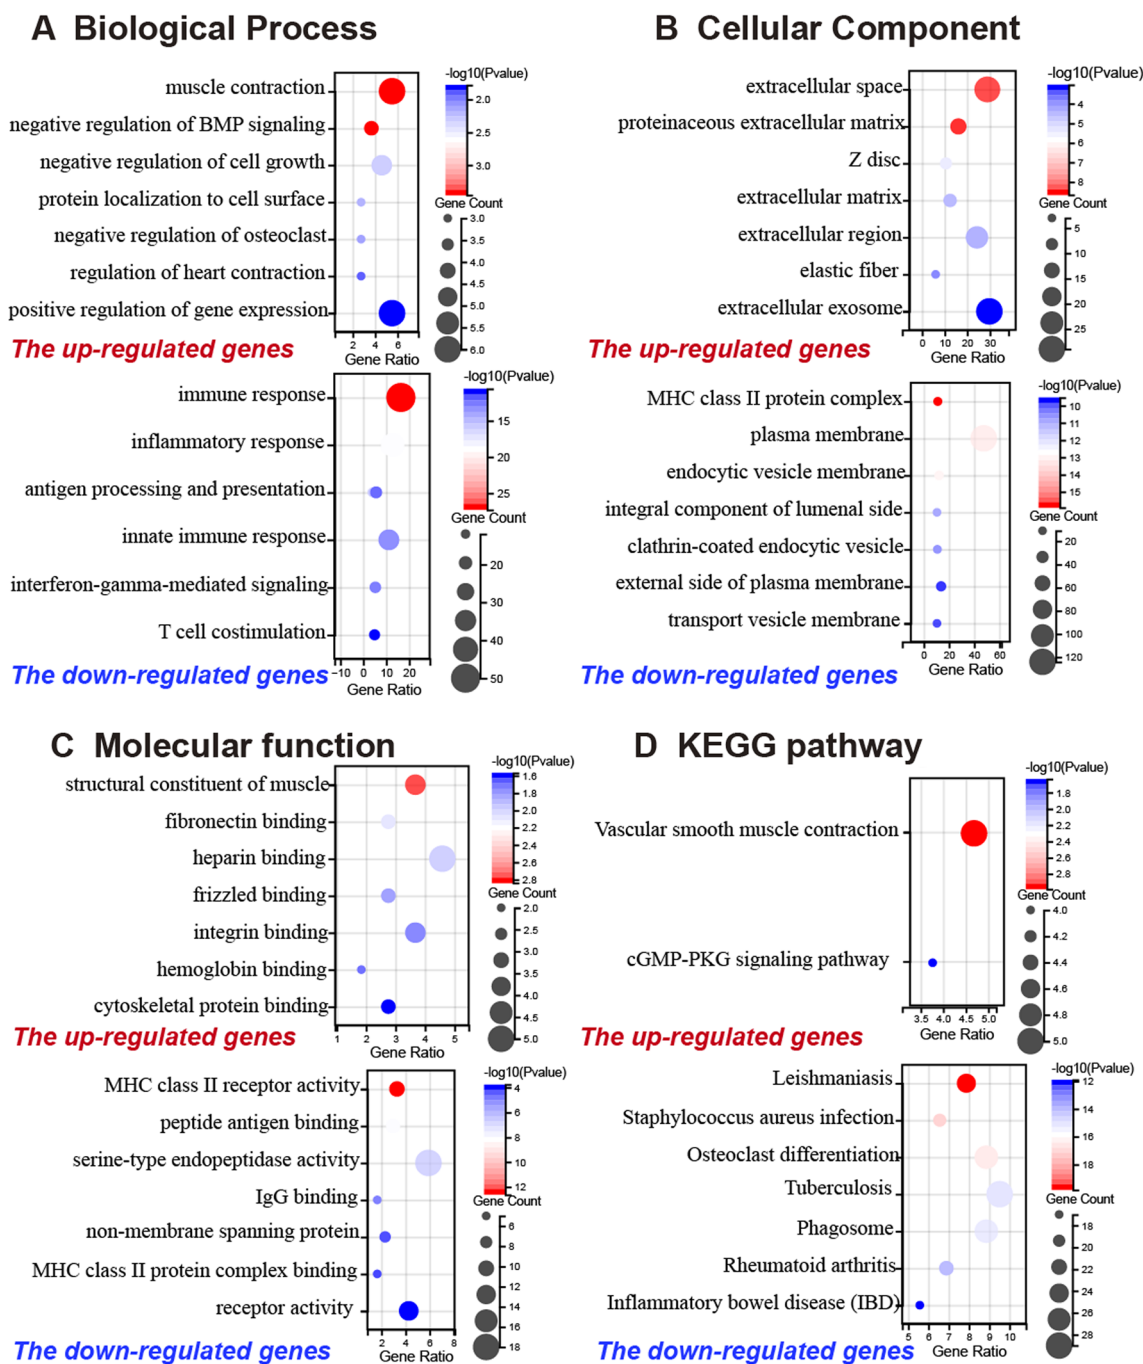 A Biological Process
-log10(Pvalue)
muscle contraction
negative regulation of BMP signaling
negative regulation of cell growth
protein localization to cell surface
negative regulation of osteoclast
regulation of heart contraction
positive regulation of gene expression
2.0
2.5
3.0
Gene Count
3.0
3.5
4.0
4.5
5.0
5.5
6.0
2 4 6
Gene Ratio
The up-regulated genes
-log10(Pvalue)
immune response
inflammatory response
antigen processing and presentation
innate immune response
interferon-gamma-mediated signaling
T cell costimulation
15
20
25
Gene Count
20
30
40
50
-10 0 10 20
Gene Ratio
The down-regulated genes
B Cellular Component
-log10(Pvalue)
extracellular space
proteinaceous extracellular matrix
Z disc
extracellular matrix
extracellular region
elastic fiber
extracellular exosome
4
5
6
7
8
Gene Count
5
10
15
20
25
0 10 20 30
Gene Ratio
The up-regulated genes
-log10(Pvalue)
MHC class II protein complex
plasma membrane
endocytic vesicle membrane
integral component of lumenal side
clathrin-coated endocytic vesicle
external side of plasma membrane
transport vesicle membrane
10
11
12
13
14
15
Gene Count
20
40
60
80
100
120
0 20 40 60
Gene Ratio
The down-regulated genes
C Molecular function
-log10(Pvalue)
structural constituent of muscle
fibronectin binding
heparin binding
frizzled binding
integrin binding
hemoglobin binding
cytoskeletal protein binding
1.6
1.8
2.0
2.2
2.4
2.6
2.8
Gene Count
2.0
2.5
3.0
3.5
4.0
4.5
5.0
1 2 3 4 5
Gene Ratio
The up-regulated genes
-log10(Pvalue)
MHC class II receptor activity
peptide antigen binding
serine-type endopeptidase activity
IgG binding
non-membrane spanning protein
MHC class II protein complex binding
receptor activity
4
6
8
10
12
Gene Count
6
8
10
12
14
16
18
2 4 6 8
Gene Ratio
The down-regulated genes
D KEGG pathway
-log10(Pvalue)
Vascular smooth muscle contraction
cGMP-PKG signaling pathway
1.8
2.0
2.2
2.4
2.6
2.8
Gene Count
4.0
4.2
4.4
4.6
4.8
5.0
3.5 4.0 4.5 5.0
Gene Ratio
The up-regulated genes
-log10(Pvalue)
Leishmaniasis
Staphylococcus aureus infection
Osteoclast differentiation
Tuberculosis
Phagosome
Rheumatoid arthritis
Inflammatory bowel disease (IBD)
12
14
16
18
Gene Count
18
20
22
24
26
28
5 6 7 8 9 10
Gene Ratio
The down-regulated genes